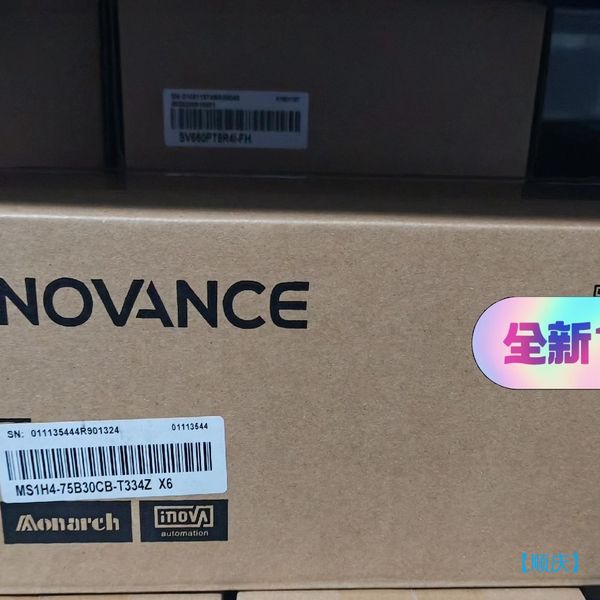 SV660PT8R4I-FH
NOVANCE
全新
SN: 011135444R901324 01113544
MS1H4-75B30CB-T334Z X6
Monarch
inovA
automation
【顺庆】